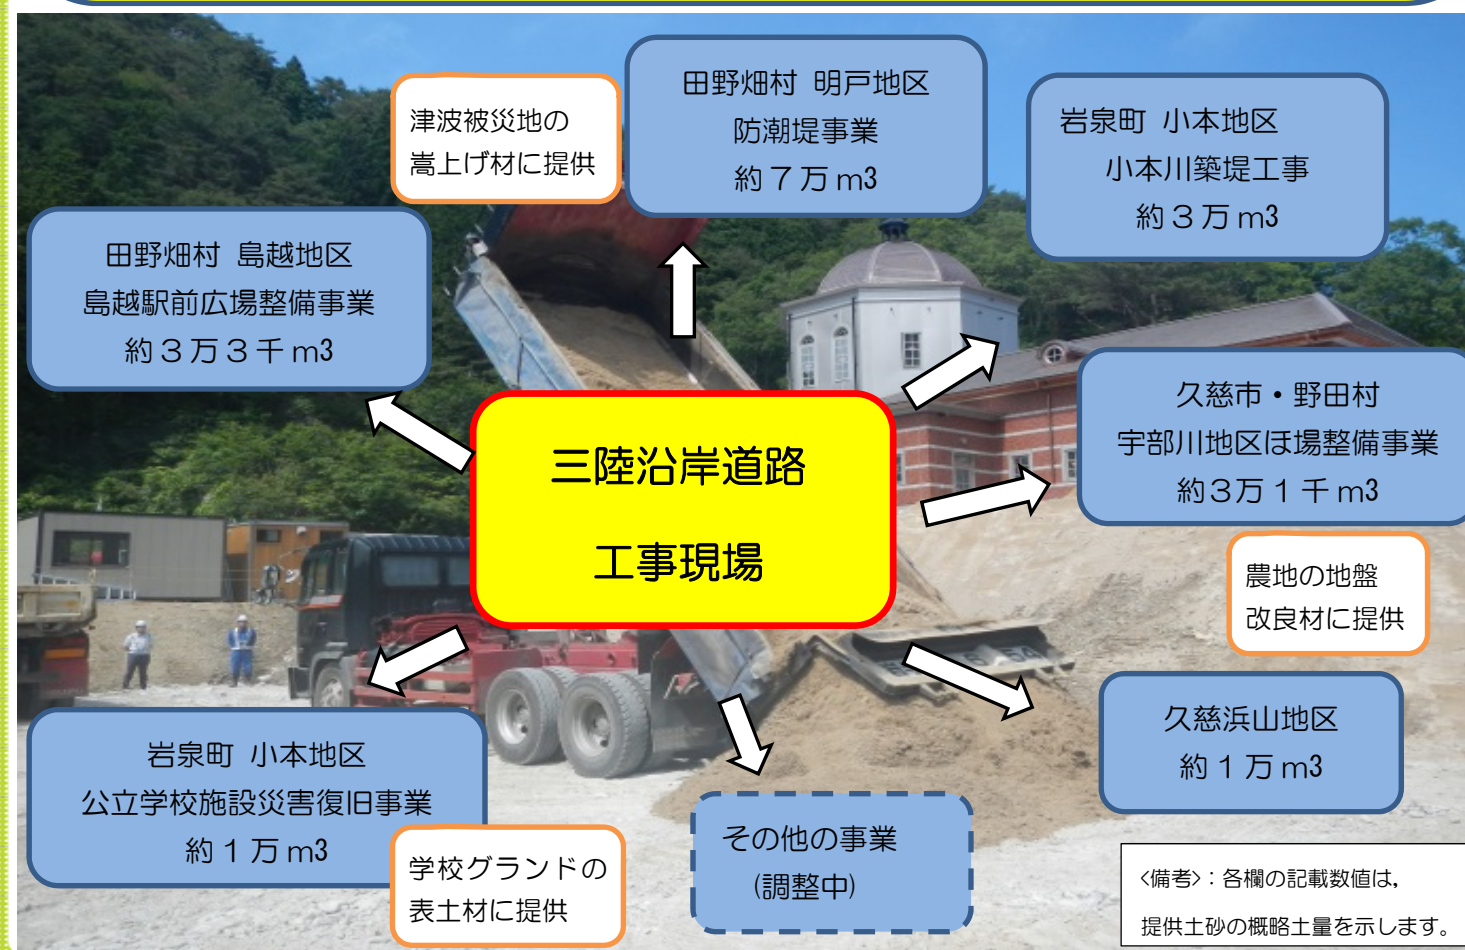 津波被災地の
嵩上げ材に提供
田野畑村 明戸地区
防潮堤事業
約７万m3
岩泉町 小本地区
小本川築堤工事
約３万m3
田野畑村 島越地区
島越駅前広場整備事業
約３万３千m3
久慈市・野田村
宇部川地区ほ場整備事業
約３万１千m3
三陸沿岸道路
工事現場
農地の地盤
改良材に提供
岩泉町 小本地区
公立学校施設災害復旧事業
約１万m3
学校グランドの
表土材に提供
その他の事業
(調整中)
久慈浜山地区
約１万m3
<備考>：各欄の記載数値は，
提供土砂の概略土量を示します。